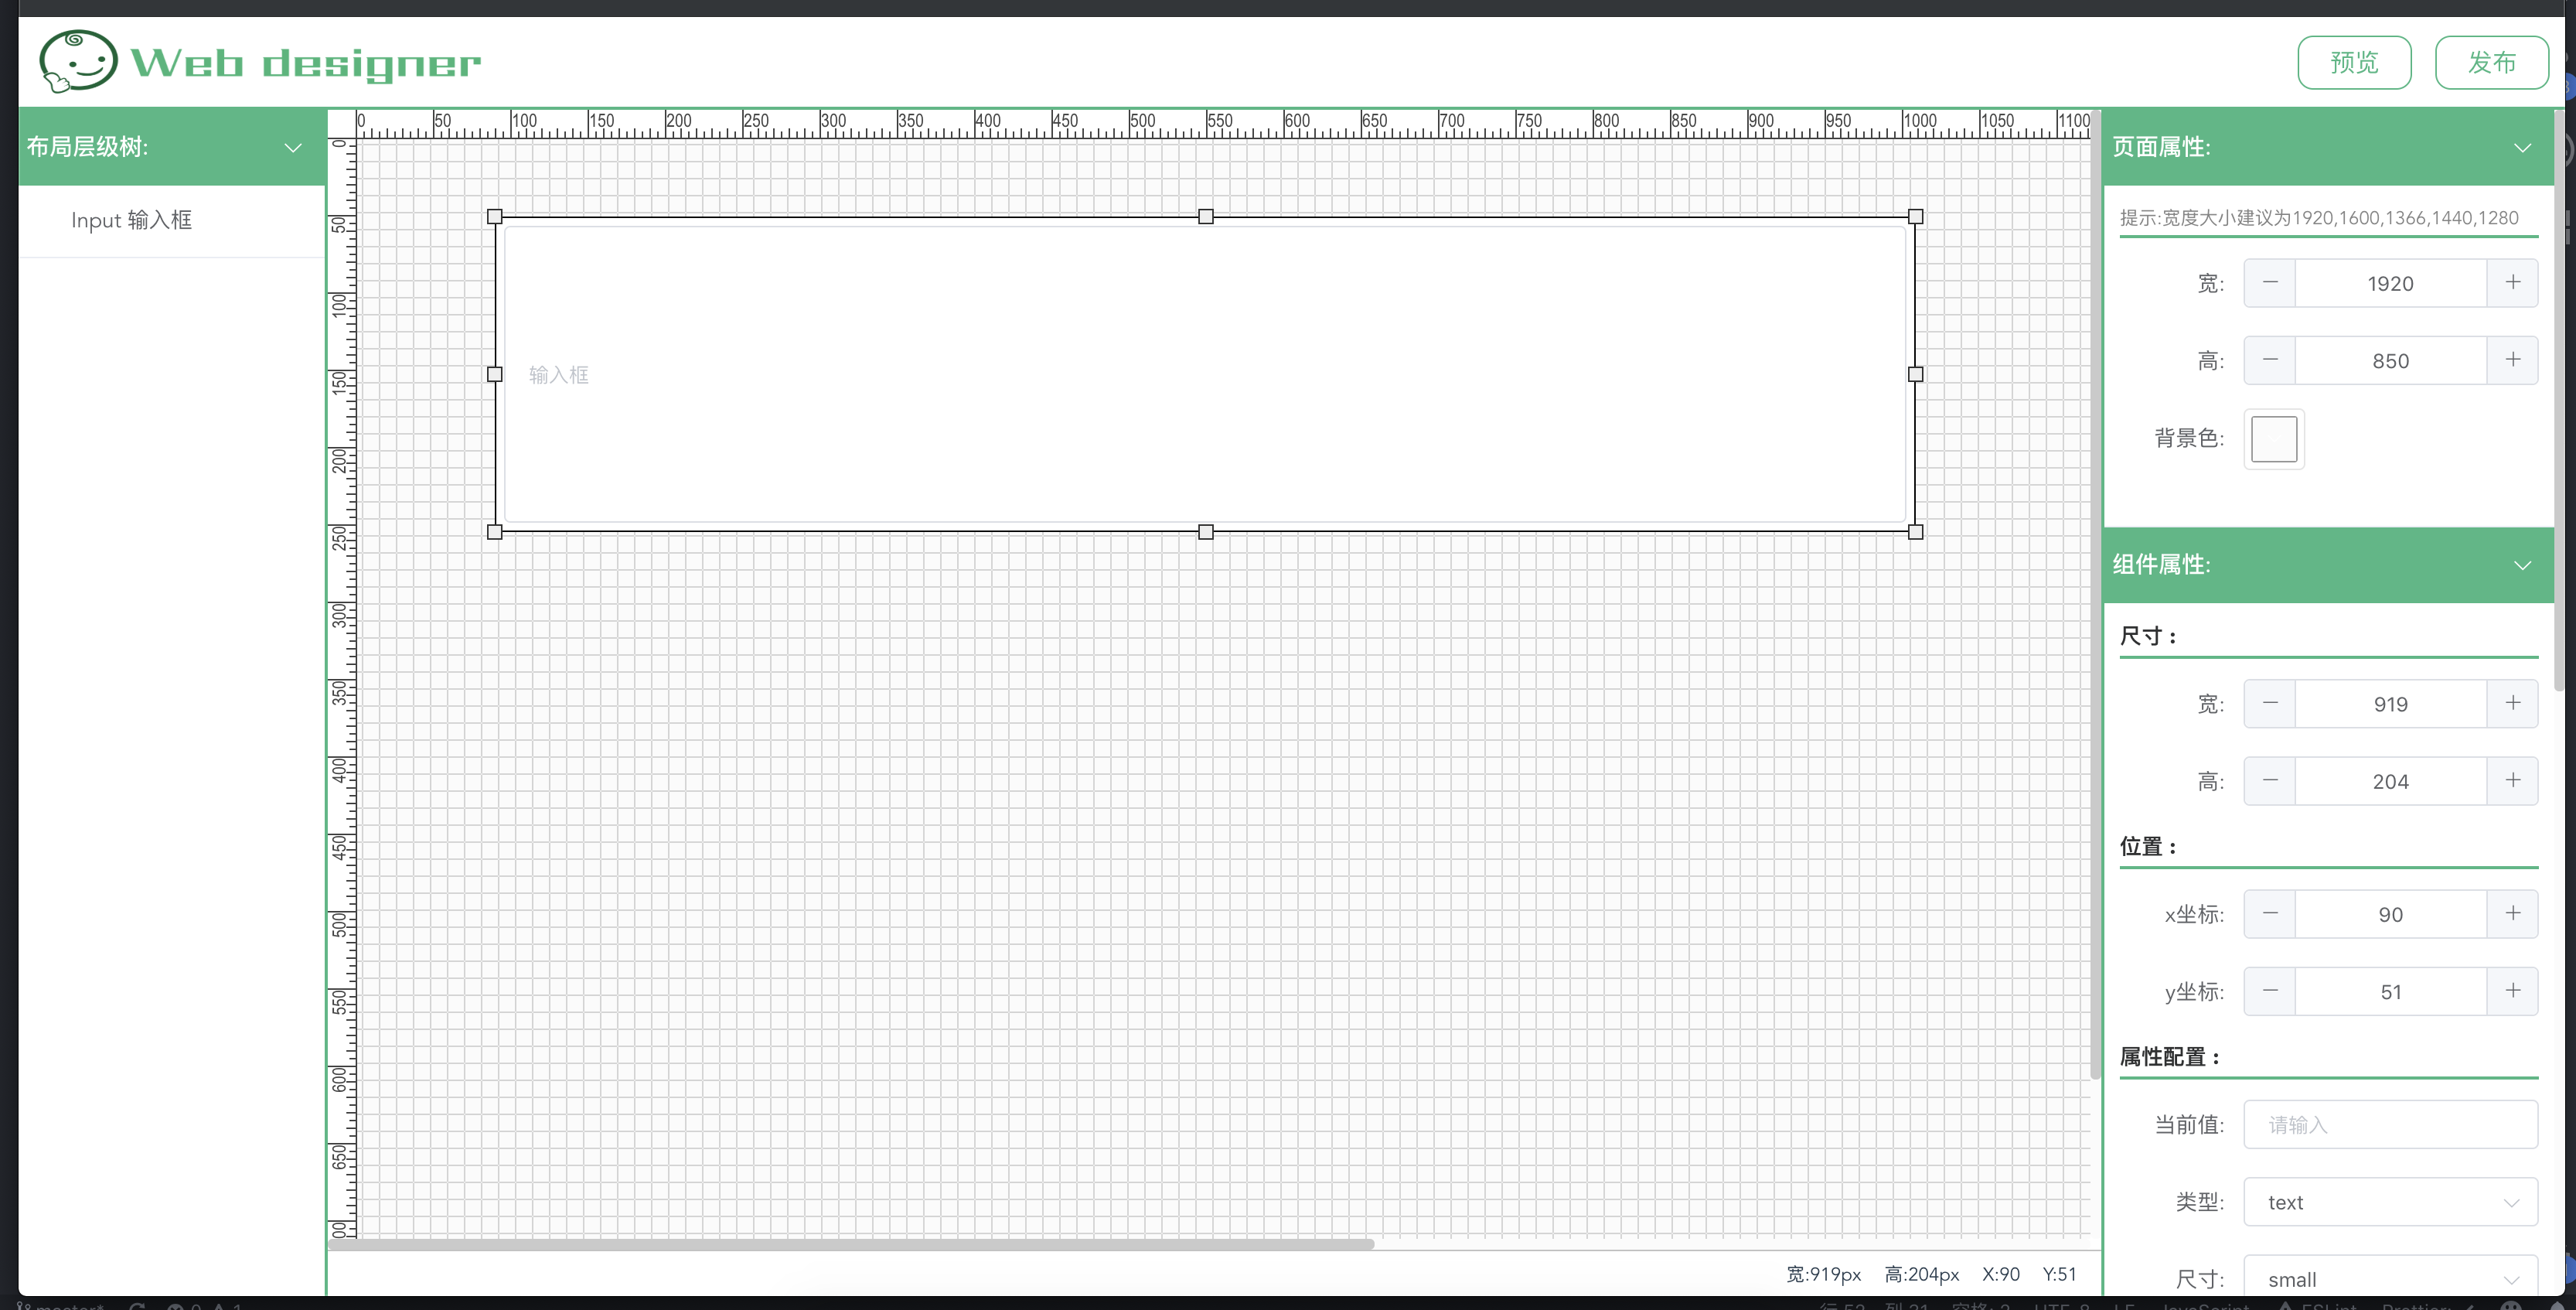 Web designer
预览
发布
布局层级树:
Input 输入框
0 50 100 150 200 250 300 350 400 450 500 550 600 650 700 750 800 850 900 950 1000 1050 1100
0
50
100
150
200
250
300
350
400
450
500
550
600
650
输入框
宽:919px 高:204px X:90 Y:51
页面属性:
提示:宽度大小建议为1920,1600,1366,1440,1280
宽: 1920
高: 850
背景色:
组件属性:
尺寸：
宽: 919
高: 204
位置：
x坐标: 90
y坐标: 51
属性配置：
当前值: 请输入
类型: text
尺寸: small